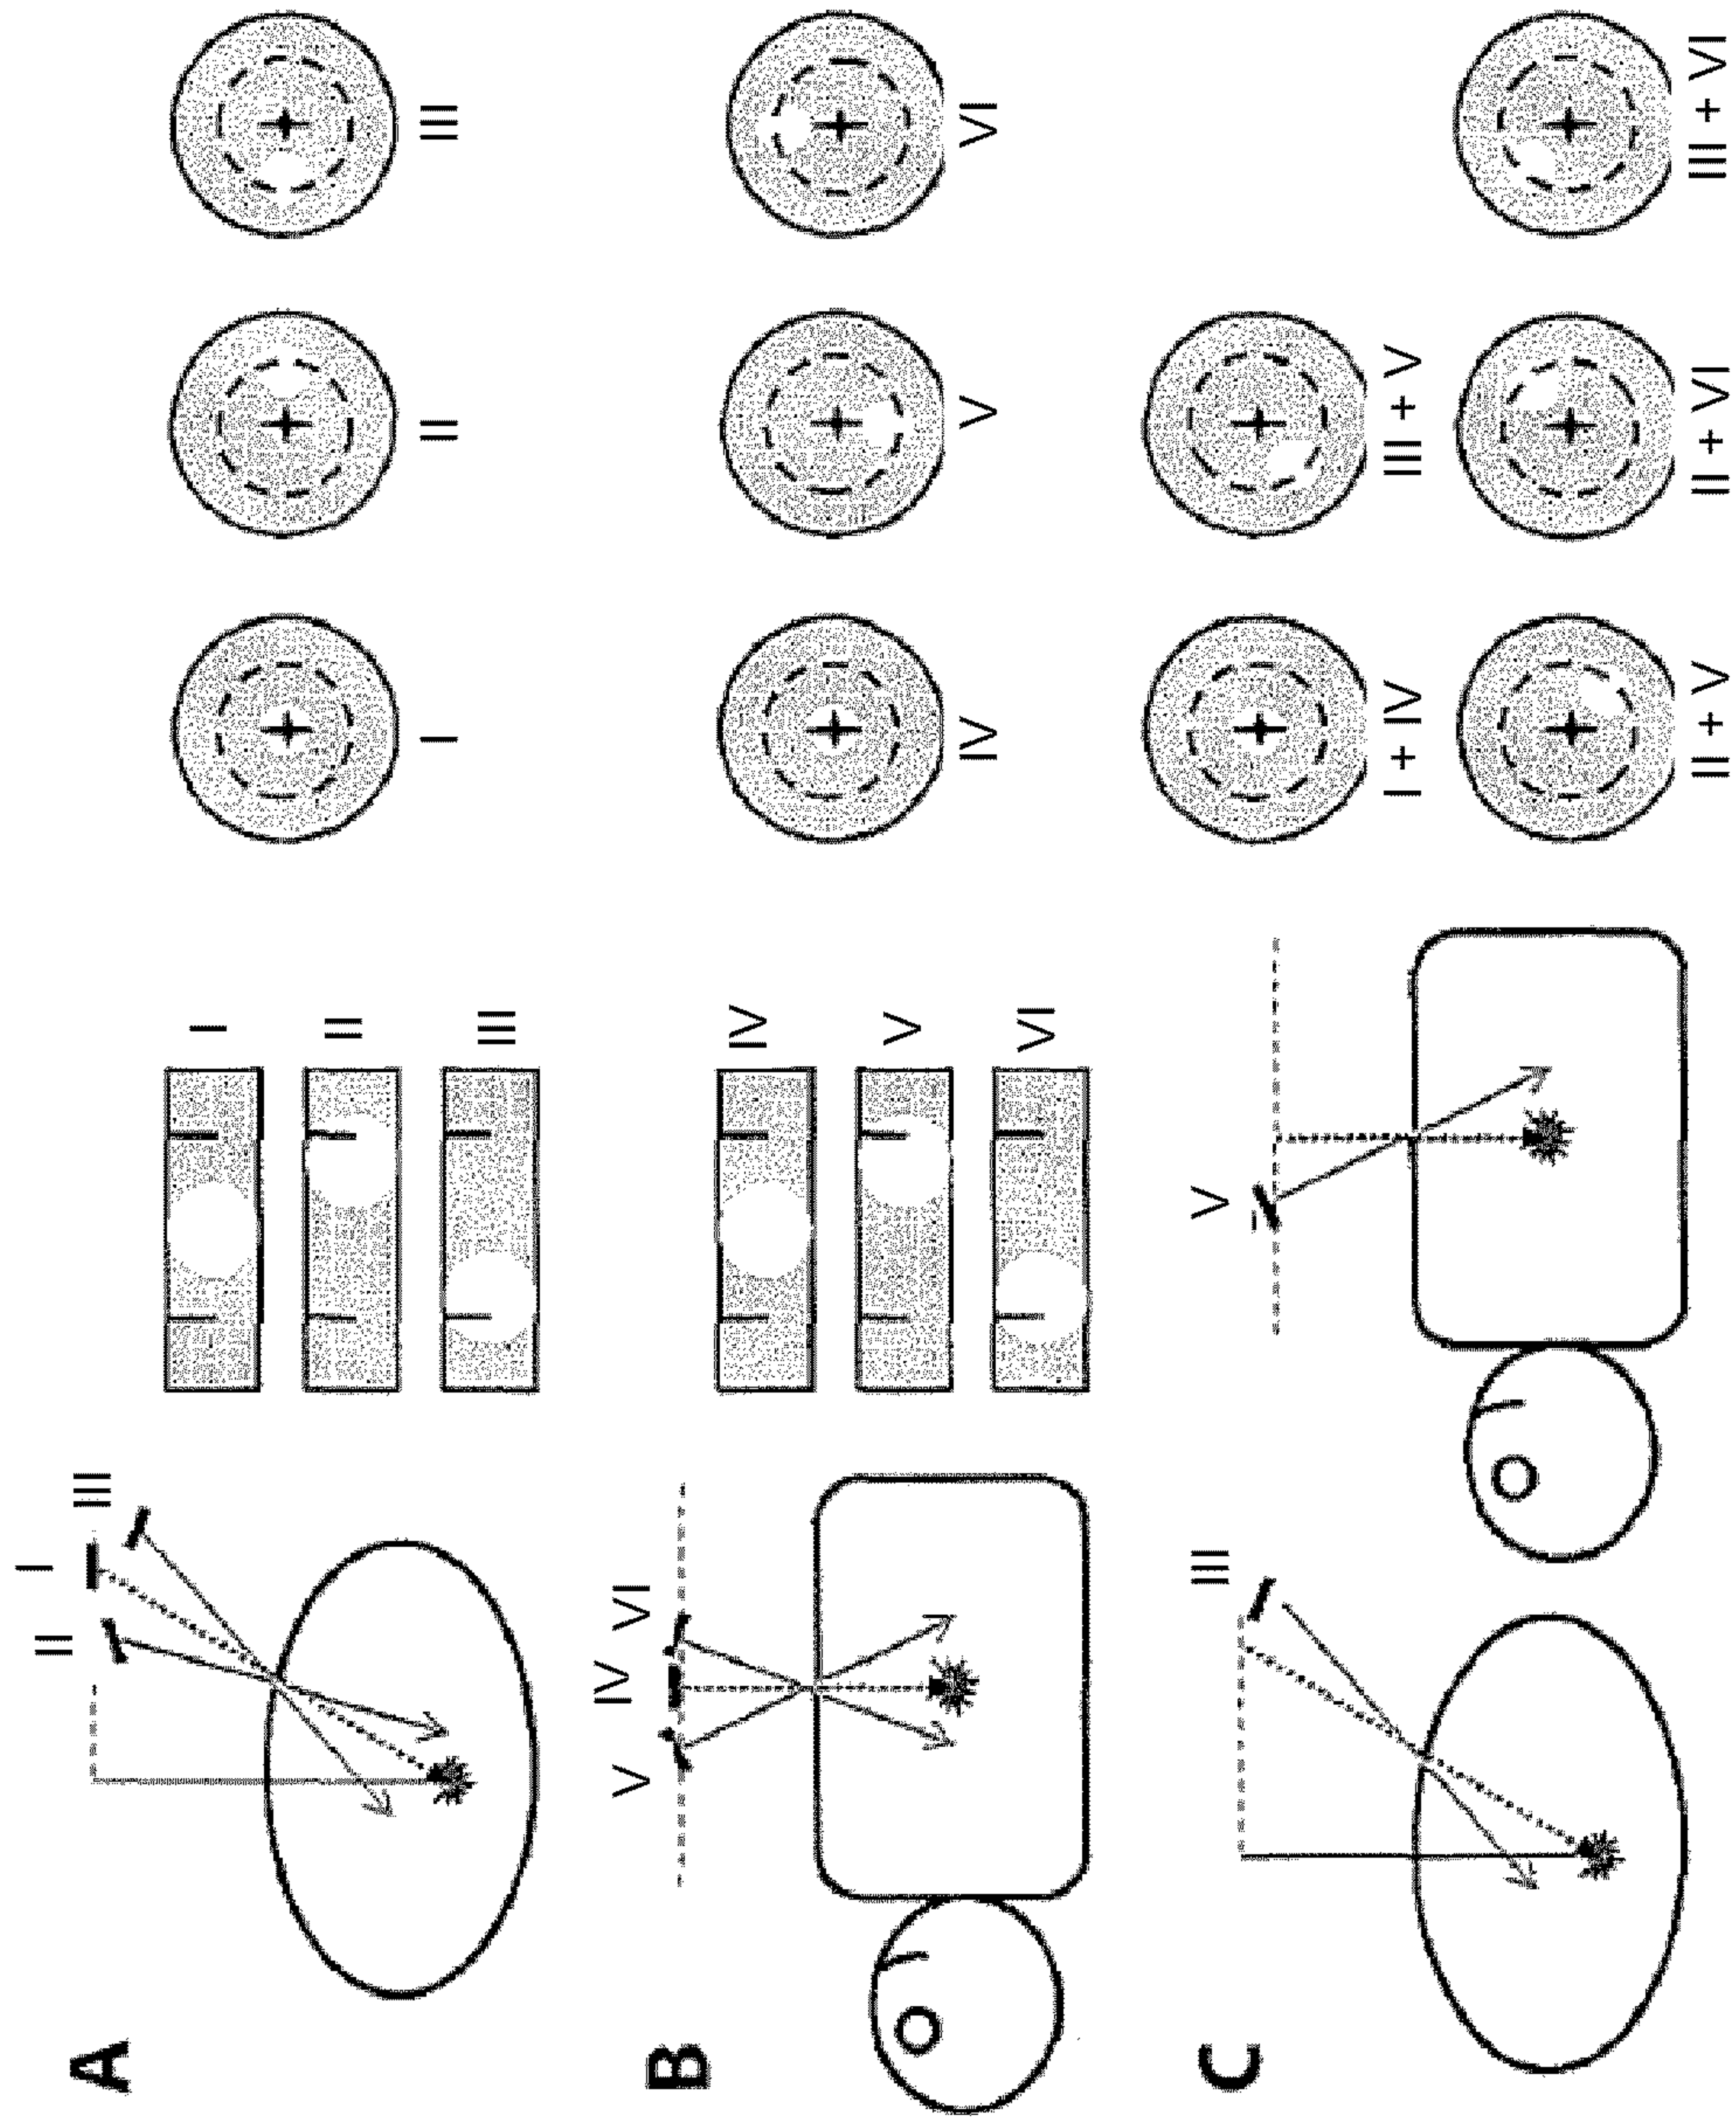 A
II I III
I
II
III
I II III
B
V IV VI
IV
V
VI
IV V VI
C
III
V
I + IV III + V
II + V II + VI III + VI